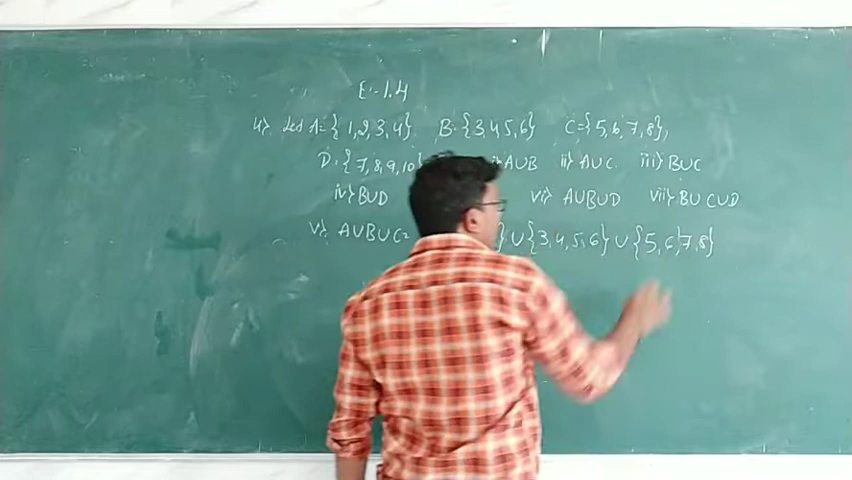 E:-1.4
4) Let A={1,2,3,4} B={3,4,5,6} C={5,6,7,8},
D={7,8,9,10} AUB ii) AUC iii) BUC
iv) BUD vi) AUBUD vii) BUCUD
v) AUBUC= }U{3,4,5,6}U{5,6,7,8}